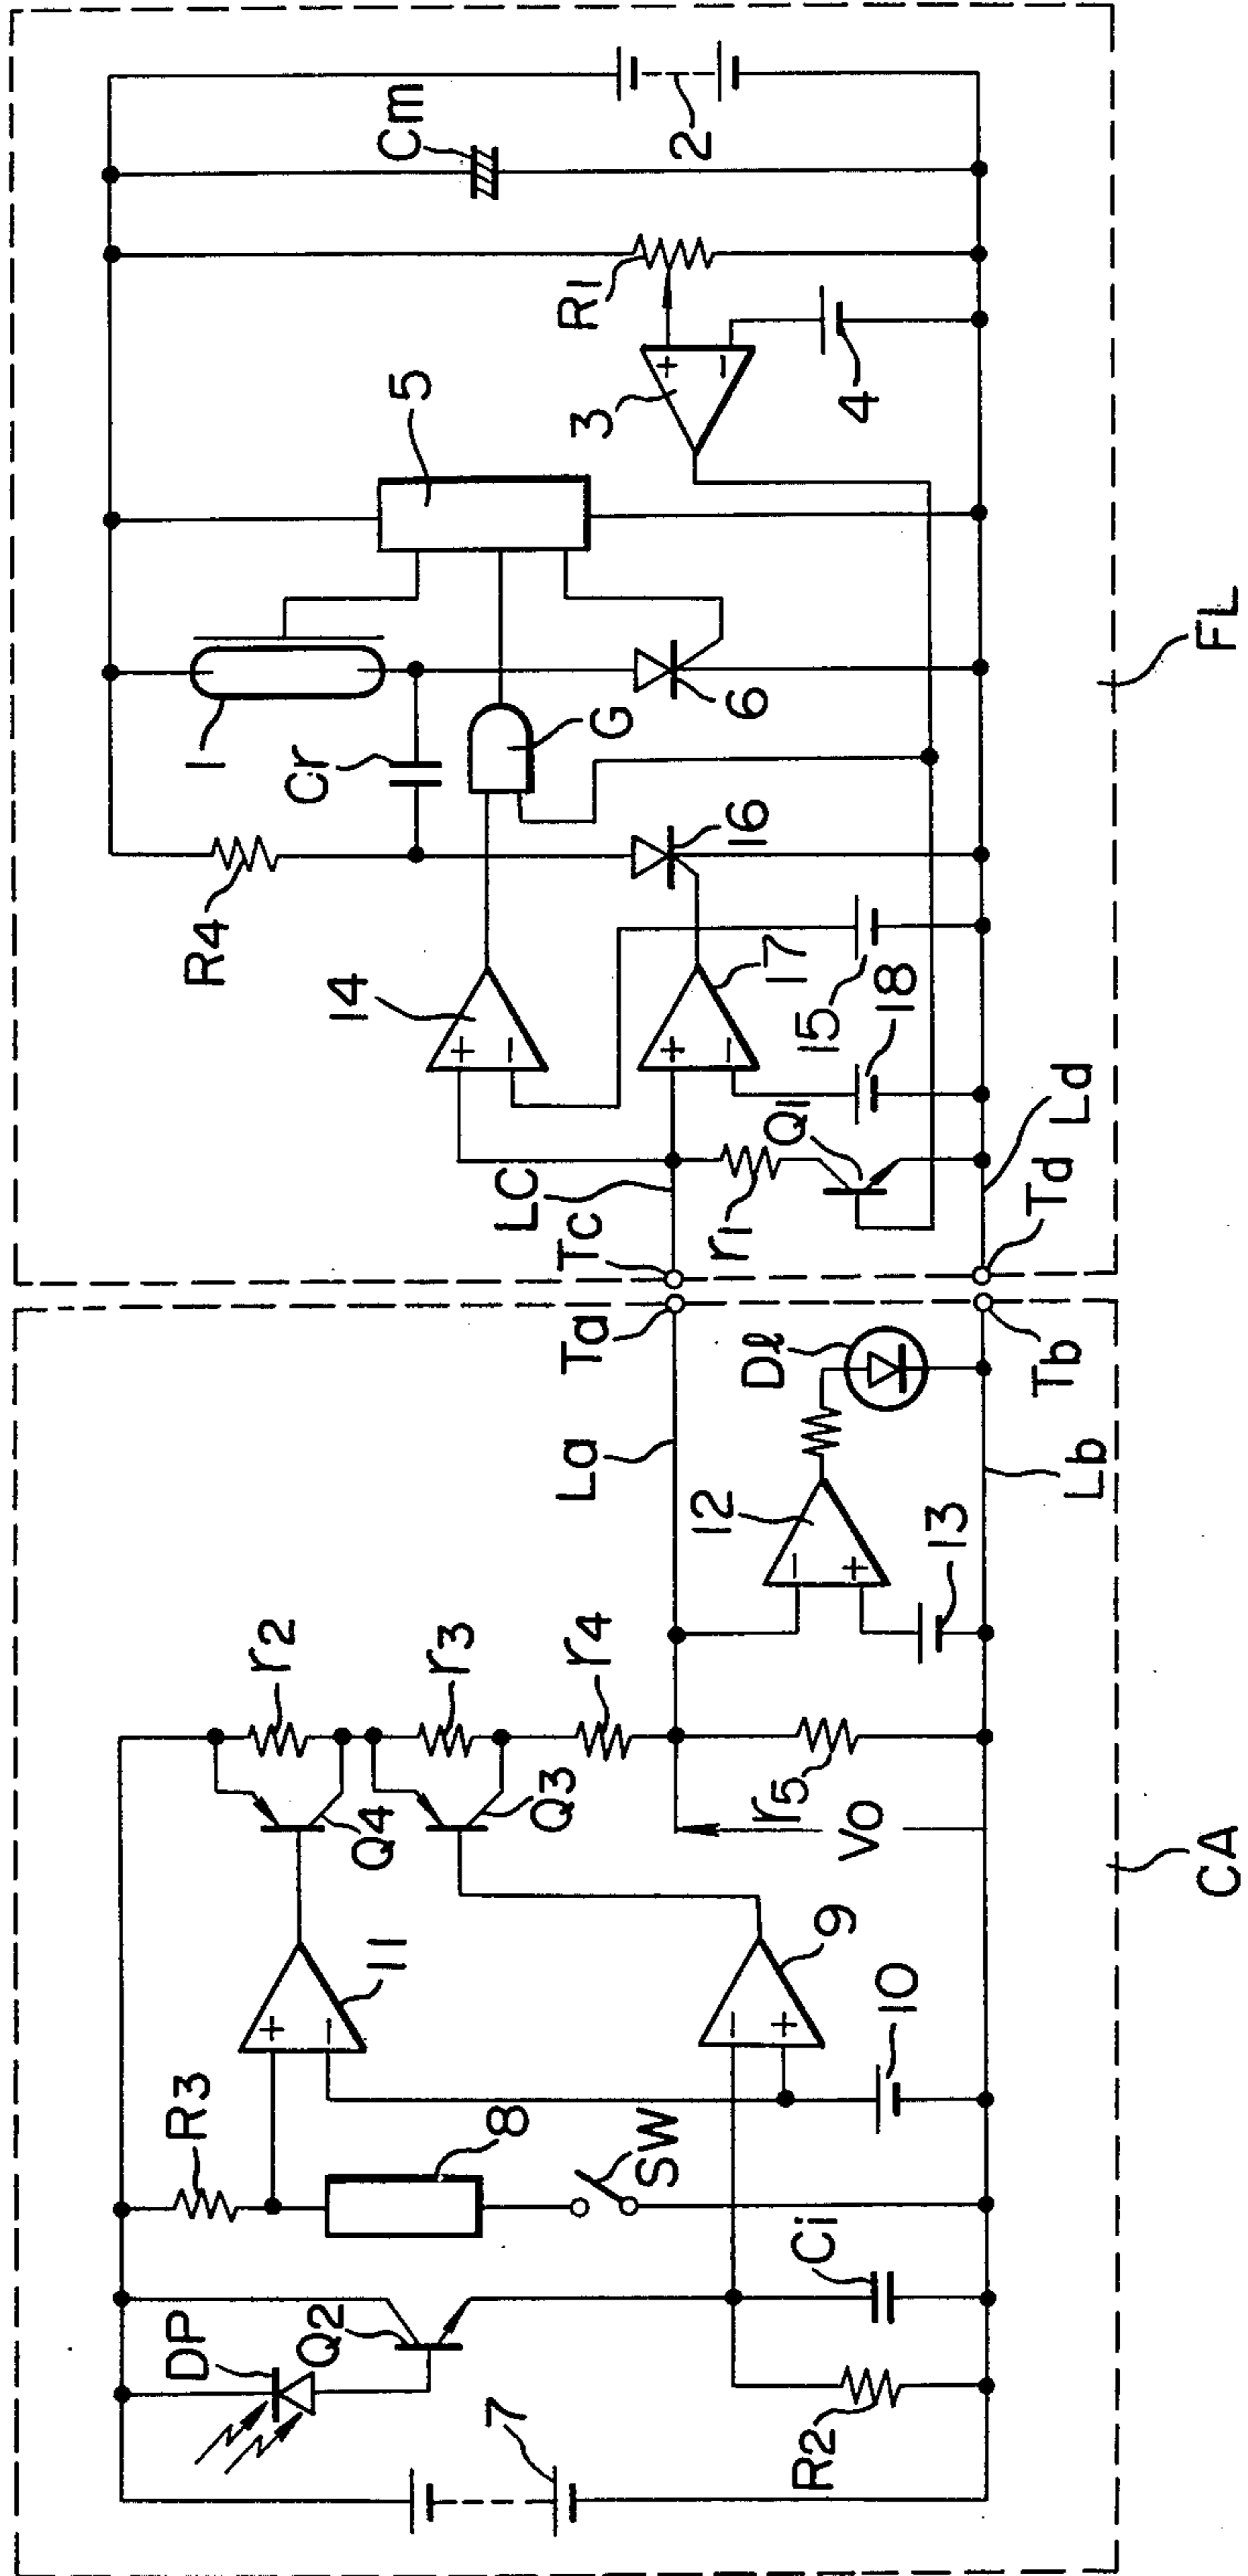 DP
Q2
7
R2
Ci
R3
8
SW
11
10
9
Q4
Q3
r2
r3
r4
r5
VO
CA
12
13
La
Lb
Dℓ
Ta
Tb
Tc
Td
LC
Ld
r1
Q1
14
17
15
18
R4
Cr
16
G
6
1
5
3
4
R1
Cm
2
FL
+
−
−
+
−
+
+
−
+
−
+
−